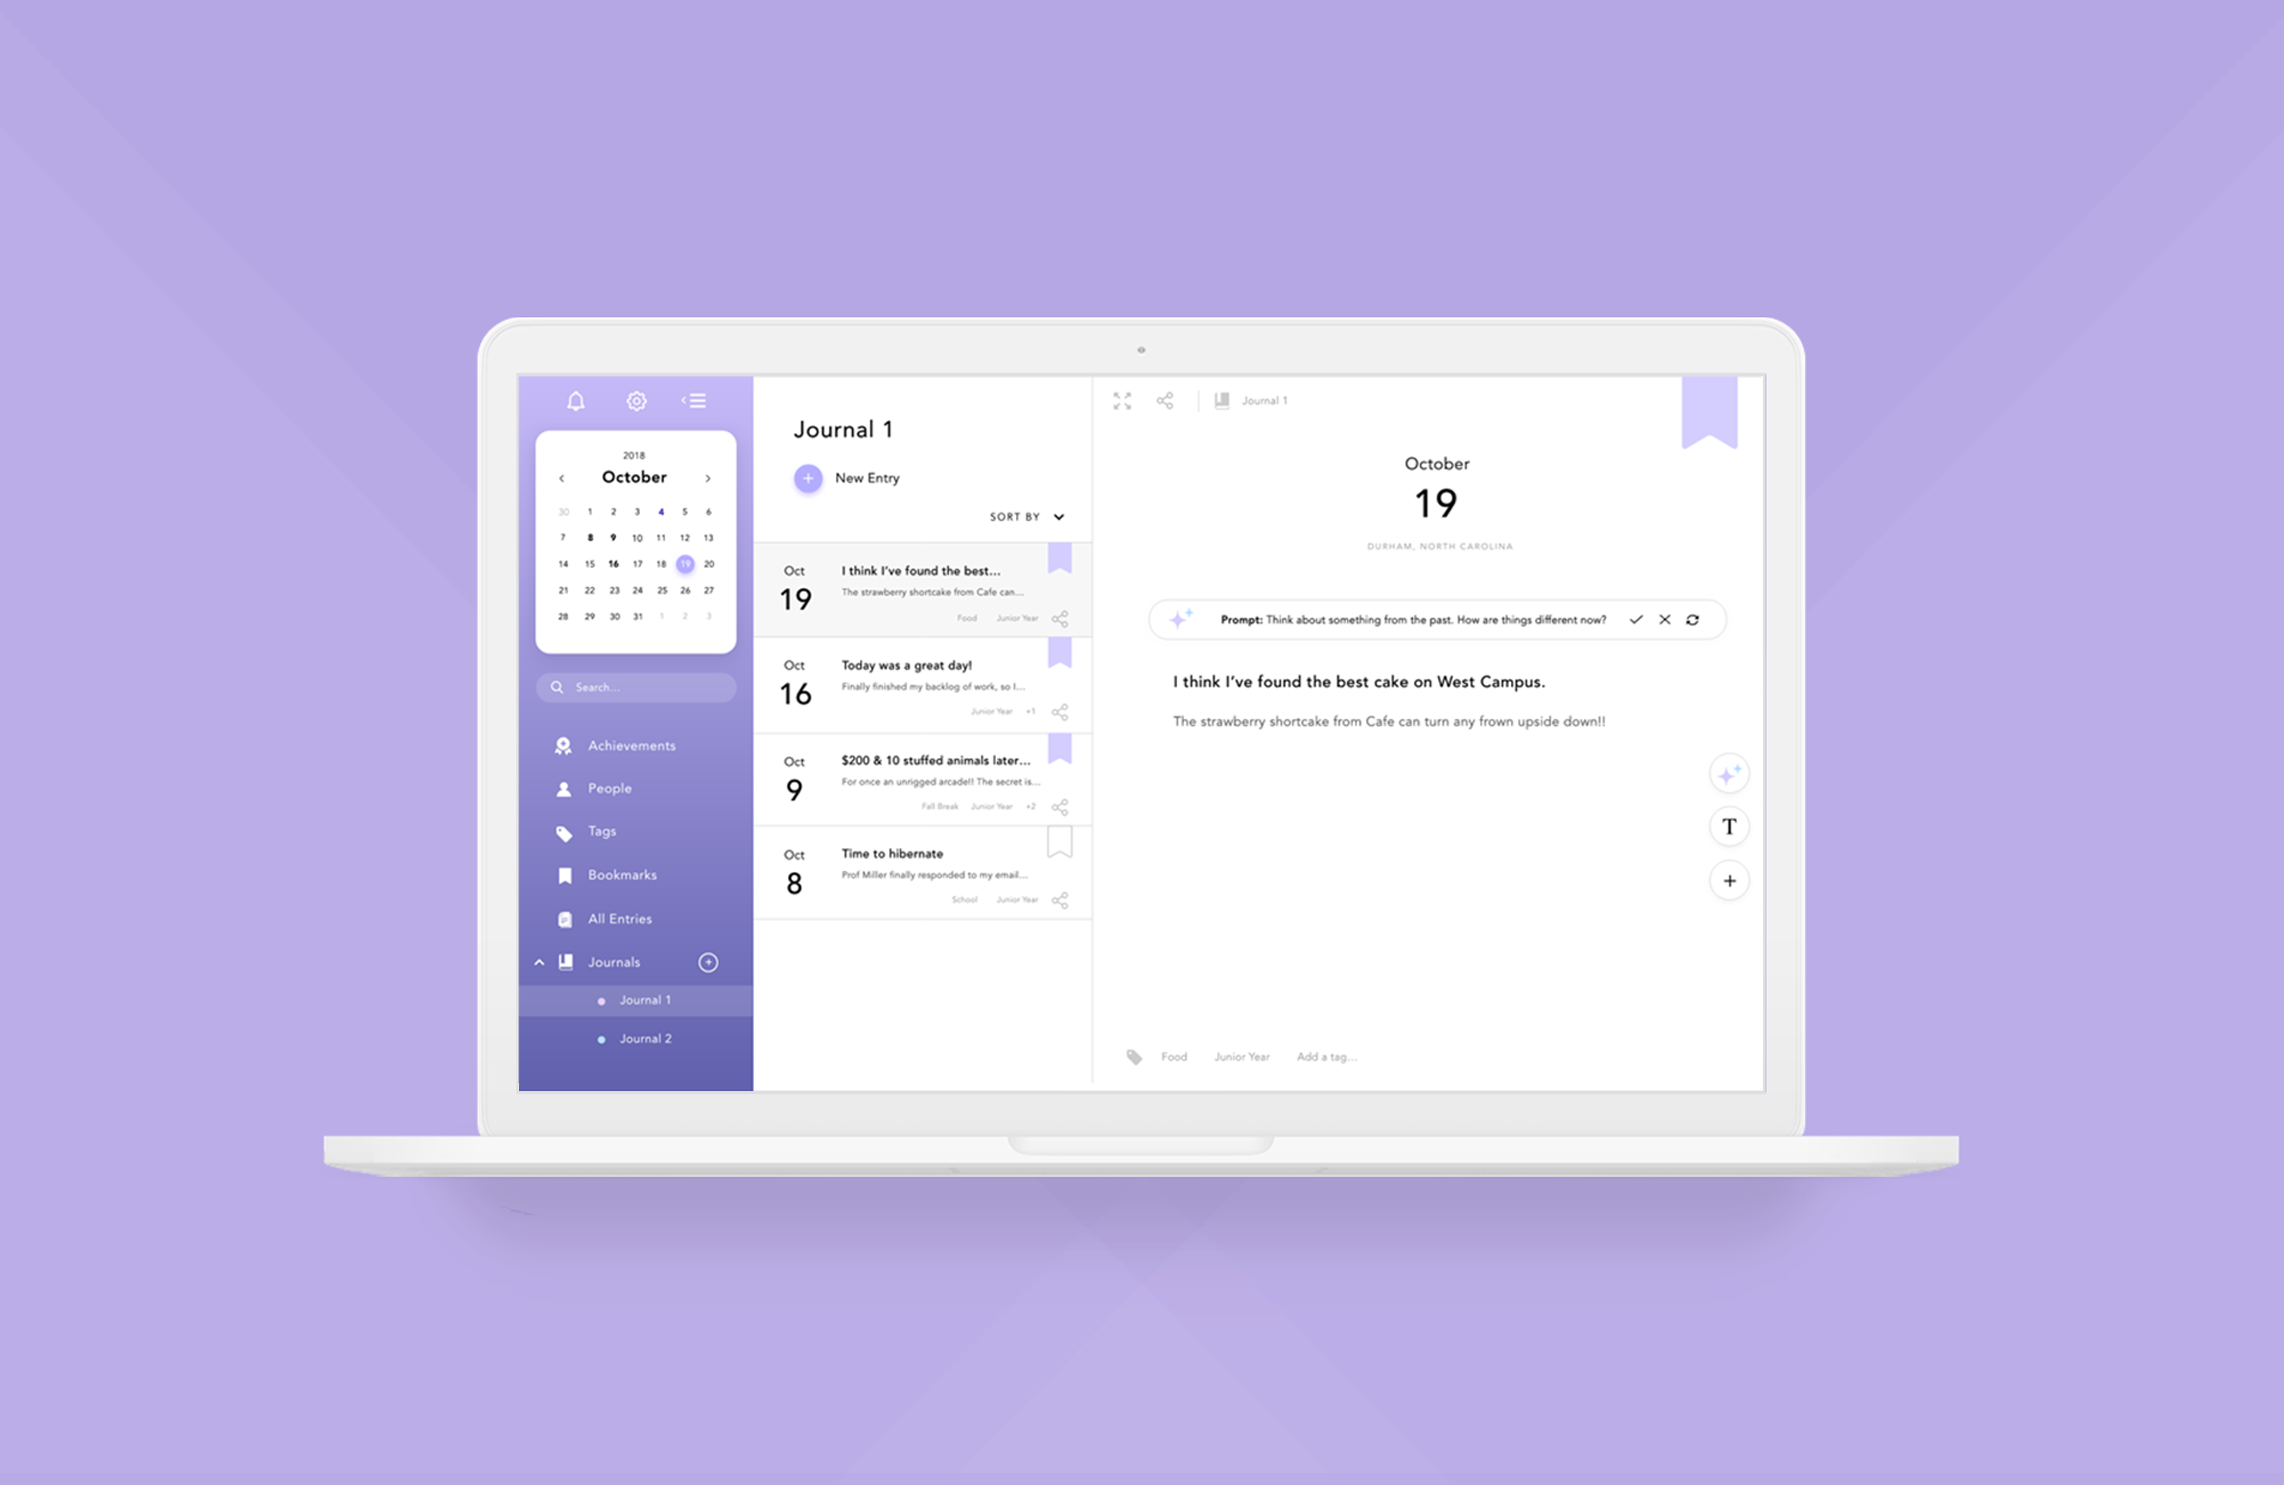 2018
October
30 1 2 3 4 5 6
7 8 9 10 11 12 13
14 15 16 17 18 19 20
21 22 23 24 25 26 27
28 29 30 31 1 2 3
Search...
Achievements
People
Tags
Bookmarks
All Entries
Journals
Journal 1
Journal 2
Journal 1
New Entry
SORT BY
Oct
19
I think I've found the best...
The strawberry shortcake from Cafe can...
Food Junior Year
Oct
16
Today was a great day!
Finally finished my backlog of work, so I...
Junior Year +1
Oct
9
$200 & 10 stuffed animals later...
For once an unrigged arcade!! The secret is...
Fall Break Junior Year +2
Oct
8
Time to hibernate
Prof Miller finally responded to my email...
School Junior Year
Journal 1
October
19
DURHAM, NORTH CAROLINA
Prompt: Think about something from the past. How are things different now?
I think I've found the best cake on West Campus.
The strawberry shortcake from Cafe can turn any frown upside down!!
T
Food Junior Year Add a tag...